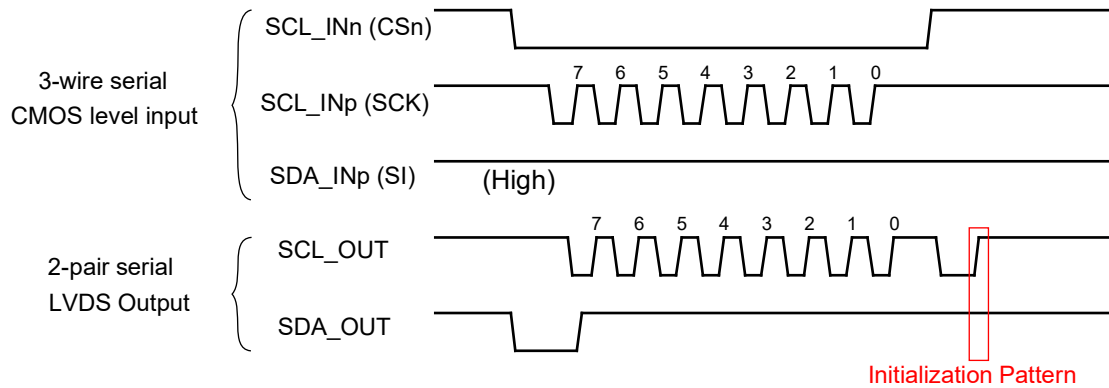 SCL_INn (CSn)
7 6 5 4 3 2 1 0
3-wire serial
CMOS level input
SCL_INp (SCK)
SDA_INp (SI)
(High)
7 6 5 4 3 2 1 0
SCL_OUT
2-pair serial
LVDS Output
SDA_OUT
Initialization Pattern